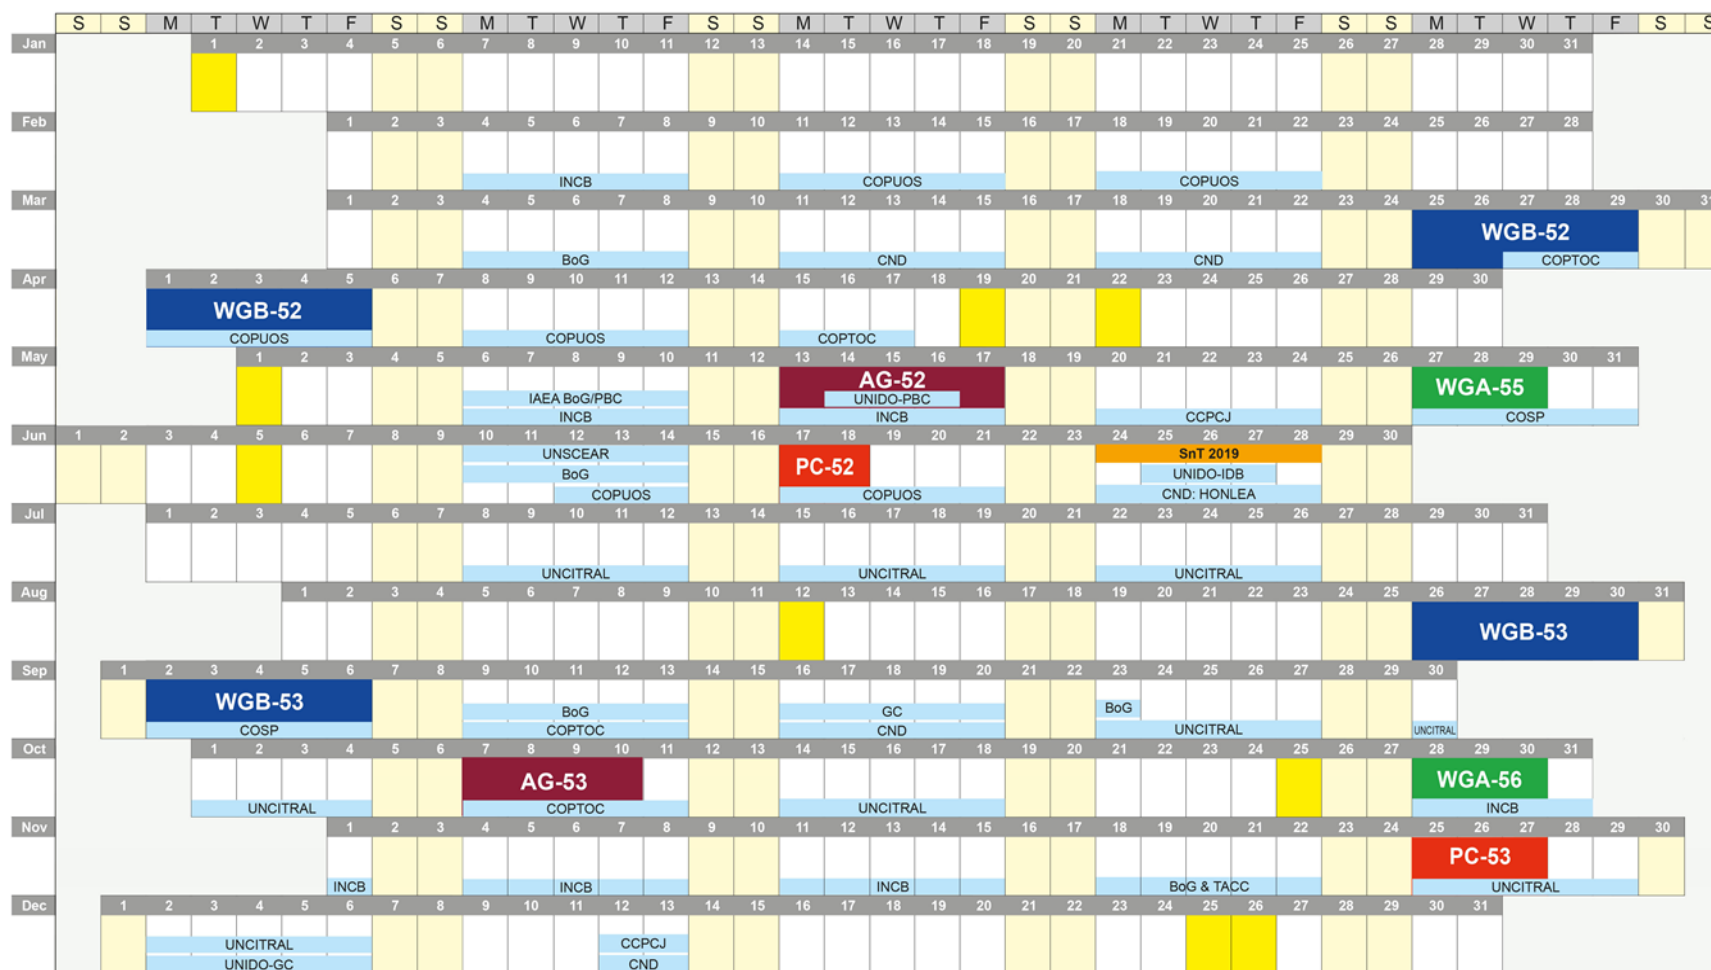 S S M T W T F S S M T W T F S S M T W T F S S M T W T F S S M T W T F S S
Jan 1 2 3 4 5 6 7 8 9 10 11 12 13 14 15 16 17 18 19 20 21 22 23 24 25 26 27 28 29 30 31
Feb 1 2 3 4 5 6 7 8 9 10 11 12 13 14 15 16 17 18 19 20 21 22 23 24 25 26 27 28
INCB COPUOS COPUOS
Mar 1 2 3 4 5 6 7 8 9 10 11 12 13 14 15 16 17 18 19 20 21 22 23 24 25 26 27 28 29 30 31
WGB-52
BoG CND CND COPTOC
Apr 1 2 3 4 5 6 7 8 9 10 11 12 13 14 15 16 17 18 19 20 21 22 23 24 25 26 27 28 29 30
WGB-52
COPUOS COPUOS COPTOC
May 1 2 3 4 5 6 7 8 9 10 11 12 13 14 15 16 17 18 19 20 21 22 23 24 25 26 27 28 29 30 31
AG-52 WGA-55
IAEA BoG/PBC UNIDO-PBC
INCB INCB CCPCJ COSP
Jun 1 2 3 4 5 6 7 8 9 10 11 12 13 14 15 16 17 18 19 20 21 22 23 24 25 26 27 28 29 30
UNSCEAR PC-52 SnT 2019
BoG UNIDO-IDB
COPUOS COPUOS CND: HONLEA
Jul 1 2 3 4 5 6 7 8 9 10 11 12 13 14 15 16 17 18 19 20 21 22 23 24 25 26 27 28 29 30 31
UNCITRAL UNCITRAL UNCITRAL
Aug 1 2 3 4 5 6 7 8 9 10 11 12 13 14 15 16 17 18 19 20 21 22 23 24 25 26 27 28 29 30 31
WGB-53
Sep 1 2 3 4 5 6 7 8 9 10 11 12 13 14 15 16 17 18 19 20 21 22 23 24 25 26 27 28 29 30
WGB-53 BoG GC BoG
COSP COPTOC CND UNCITRAL UNCITRAL
Oct 1 2 3 4 5 6 7 8 9 10 11 12 13 14 15 16 17 18 19 20 21 22 23 24 25 26 27 28 29 30 31
AG-53 WGA-56
UNCITRAL COPTOC UNCITRAL INCB
Nov 1 2 3 4 5 6 7 8 9 10 11 12 13 14 15 16 17 18 19 20 21 22 23 24 25 26 27 28 29 30
PC-53
INCB INCB INCB BoG & TACC UNCITRAL
Dec 1 2 3 4 5 6 7 8 9 10 11 12 13 14 15 16 17 18 19 20 21 22 23 24 25 26 27 28 29 30 31
UNCITRAL CCPCJ
UNIDO-GC CND